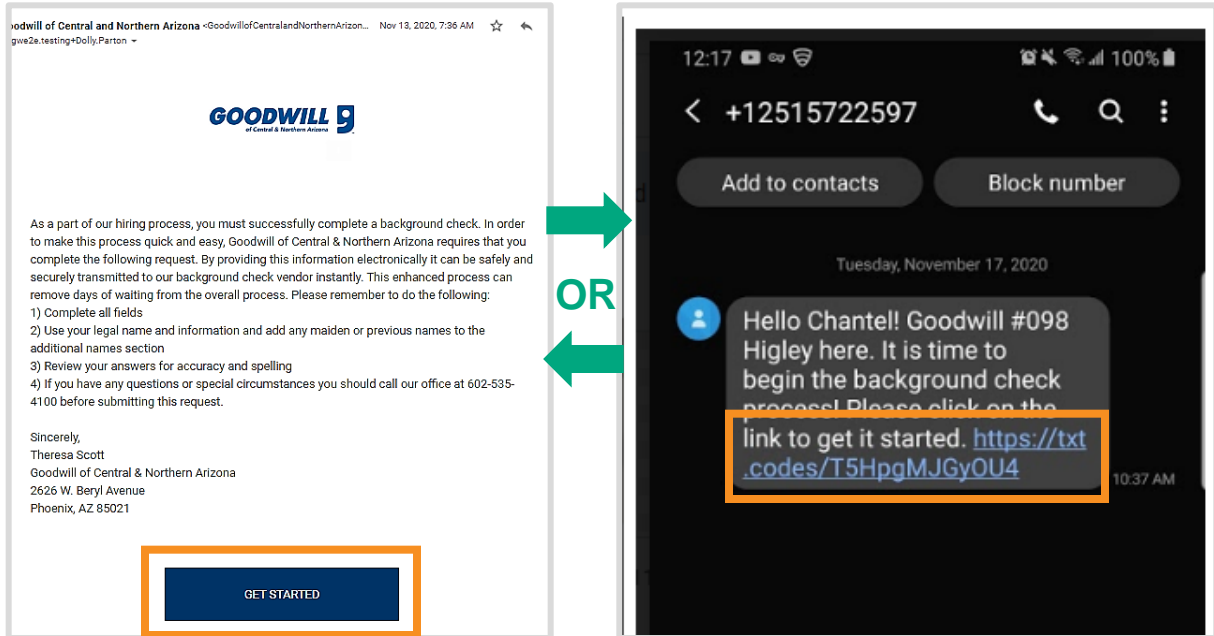 odwill of Central and Northern Arizona <GoodwillofCentralandNorthernArizon... Nov 13, 2020, 7:36 AM
gwe2e.testing+Dolly.Parton
GOODWILL
of Central & Northern Arizona
As a part of our hiring process, you must successfully complete a background check. In order
to make this process quick and easy, Goodwill of Central & Northern Arizona requires that you
complete the following request. By providing this information electronically it can be safely and
securely transmitted to our background check vendor instantly. This enhanced process can
remove days of waiting from the overall process. Please remember to do the following:
1) Complete all fields
2) Use your legal name and information and add any maiden or previous names to the
additional names section
3) Review your answers for accuracy and spelling
4) If you have any questions or special circumstances you should call our office at 602-535-
4100 before submitting this request.
Sincerely,
Theresa Scott
Goodwill of Central & Northern Arizona
2626 W. Beryl Avenue
Phoenix, AZ 85021
GET STARTED
OR
12:17
100%
+12515722597
Add to contacts
Block number
Tuesday, November 17, 2020
Hello Chantel! Goodwill #098
Higley here. It is time to
begin the background check
process! Please click on the
link to get it started. https://txt
.codes/T5HpgMJGyOU4
10:37 AM